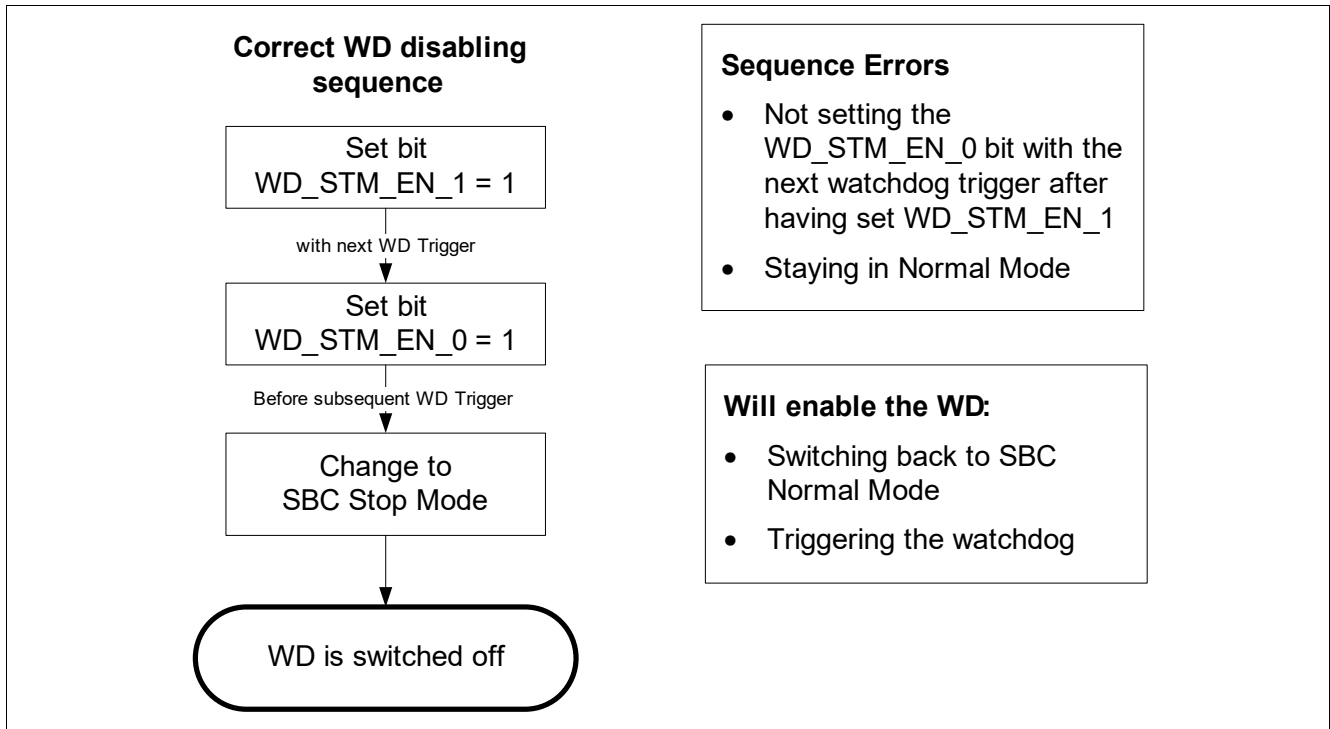 Correct WD disabling
sequence
Set bit
WD_STM_EN_1 = 1
with next WD Trigger
Set bit
WD_STM_EN_0 = 1
Before subsequent WD Trigger
Change to
SBC Stop Mode
WD is switched off
Sequence Errors
• Not setting the
WD_STM_EN_0 bit with the
next watchdog trigger after
having set WD_STM_EN_1
• Staying in Normal Mode
Will enable the WD:
• Switching back to SBC
Normal Mode
• Triggering the watchdog